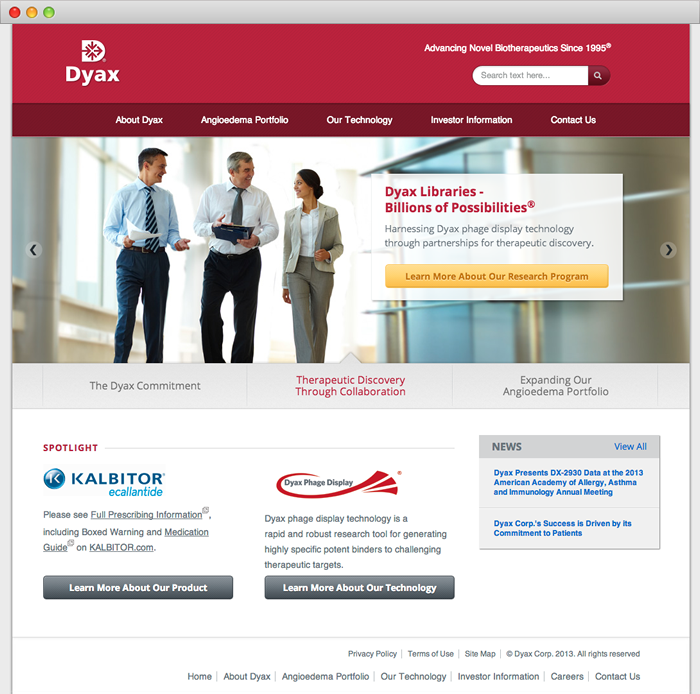 Dyax
Advancing Novel Biotherapeutics Since 1995®
Search text here...
About Dyax
Angioedema Portfolio
Our Technology
Investor Information
Contact Us
Dyax Libraries -
Billions of Possibilities®
Harnessing Dyax phage display technology
through partnerships for therapeutic discovery.
Learn More About Our Research Program
The Dyax Commitment
Therapeutic Discovery
Through Collaboration
Expanding Our
Angioedema Portfolio
SPOTLIGHT
KALBITOR®
ecallantide
Please see Full Prescribing Information,
including Boxed Warning and Medication
Guide on KALBITOR.com.
Learn More About Our Product
Dyax Phage Display®
Dyax phage display technology is a
rapid and robust research tool for generating
highly specific potent binders to challenging
therapeutic targets.
Learn More About Our Technology
NEWS
View All
Dyax Presents DX-2930 Data at the 2013
American Academy of Allergy, Asthma
and Immunology Annual Meeting
Dyax Corp.'s Success is Driven by its
Commitment to Patients
Privacy Policy | Terms of Use | Site Map | © Dyax Corp. 2013. All rights reserved
Home | About Dyax | Angioedema Portfolio | Our Technology | Investor Information | Careers | Contact Us